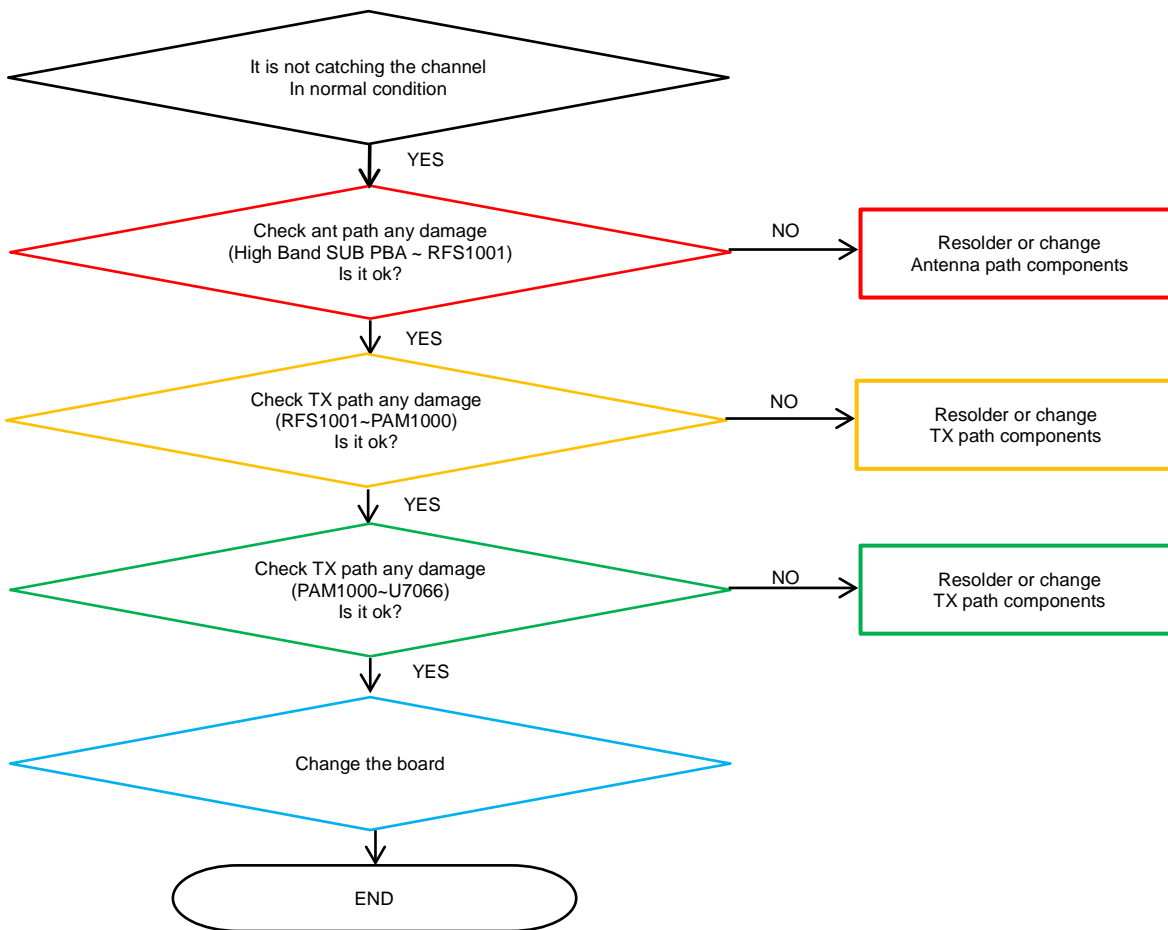 It is not catching the channel
In normal condition
YES
Check ant path any damage
(High Band SUB PBA ~ RFS1001)
Is it ok?
NO
Resolder or change
Antenna path components
YES
Check TX path any damage
(RFS1001~PAM1000)
Is it ok?
NO
Resolder or change
TX path components
YES
Check TX path any damage
(PAM1000~U7066)
Is it ok?
NO
Resolder or change
TX path components
YES
Change the board
END